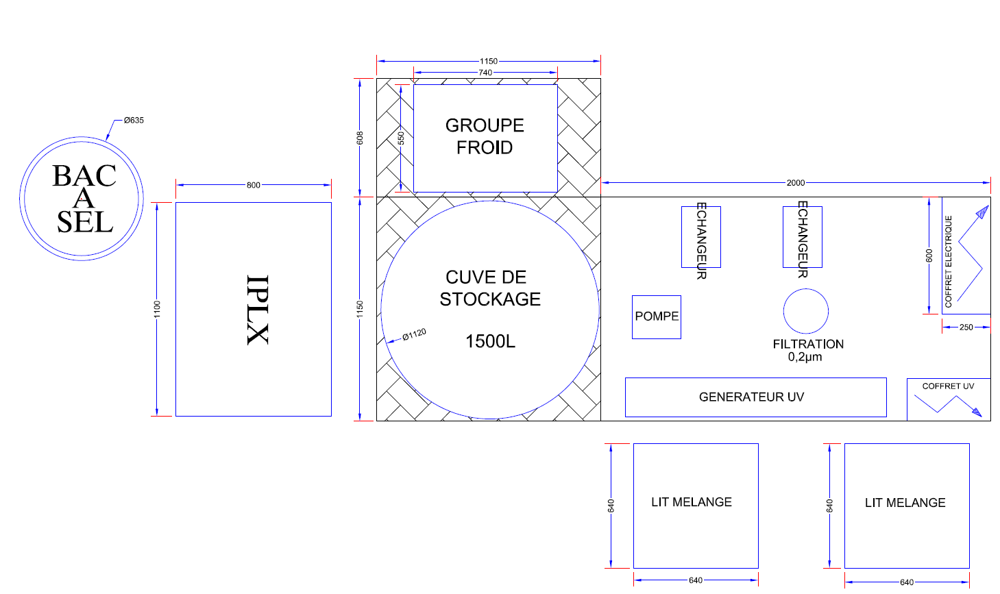 1150
740
608
550
GROUPE
FROID
Ø635
BAC
A
SEL
800
1100
IPLX
1150
CUVE DE
STOCKAGE
1500L
Ø1120
2000
ECHANGEUR
ECHANGEUR
COFFRET ELECTRIQUE
600
250
POMPE
FILTRATION
0,2µm
GENERATEUR UV
COFFRET UV
640
LIT MELANGE
640
640
LIT MELANGE
640